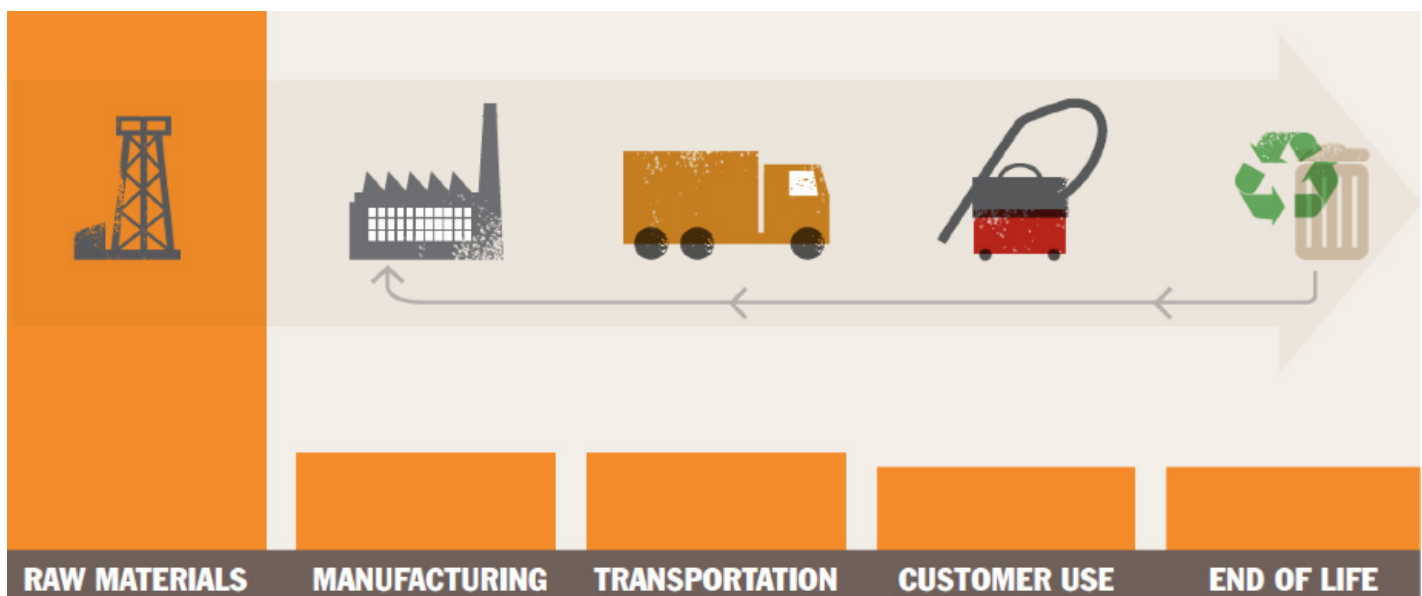 RAW MATERIALS
MANUFACTURING
TRANSPORTATION
CUSTOMER USE
END OF LIFE